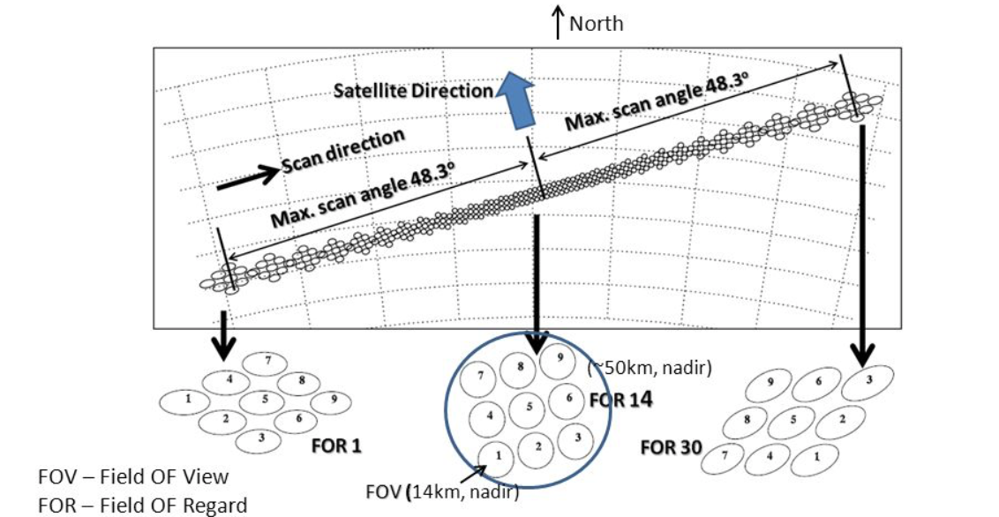 North
Satellite Direction
Max. scan angle 48.3°
Scan direction
Max. scan angle 48.3°
7
4 8
1 5 9
2 6
3
FOR 1
7 8 9
4 5 6
1 2 3
(~50km, nadir)
FOR 14
FOV (14km, nadir)
9 6 3
8 5 2
7 4 1
FOR 30
FOV – Field OF View
FOR – Field OF Regard